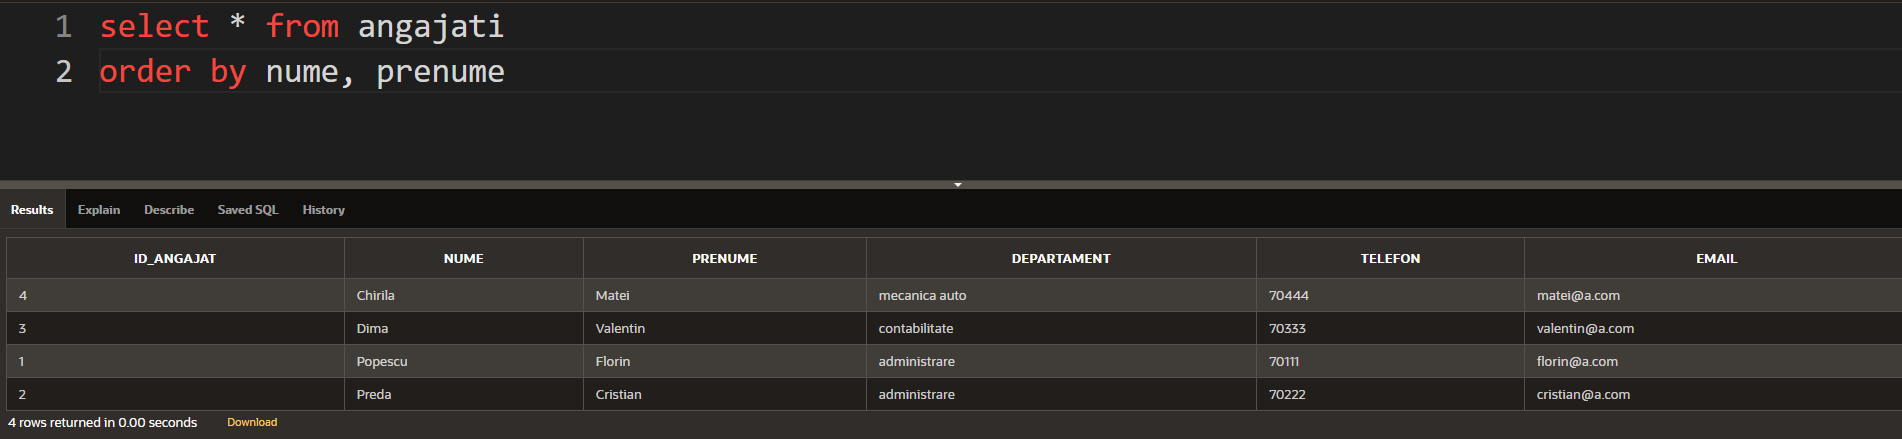 1 select * from angajati
2 order by nume, prenume
Results Explain Describe Saved SQL History
ID_ANGAJAT NUME PRENUME DEPARTAMENT TELEFON EMAIL
4 Chirila Matei mecanica auto 70444 matei@a.com
3 Dima Valentin contabilitate 70333 valentin@a.com
1 Popescu Florin administrare 70111 florin@a.com
2 Preda Cristian administrare 70222 cristian@a.com
4 rows returned in 0.00 seconds Download